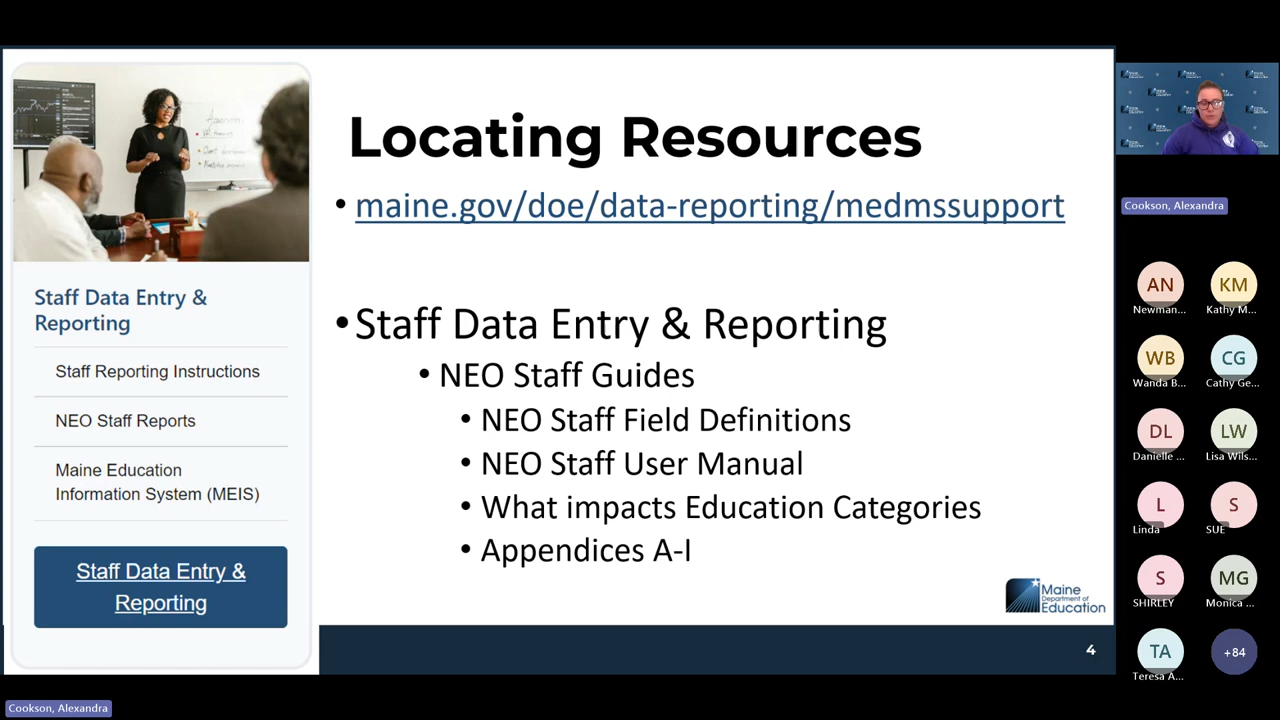 Locating Resources
• maine.gov/doe/data-reporting/medmssupport
• Staff Data Entry & Reporting
• NEO Staff Guides
• NEO Staff Field Definitions
• NEO Staff User Manual
• What impacts Education Categories
• Appendices A-I
Staff Data Entry &
Reporting
Staff Reporting Instructions
NEO Staff Reports
Maine Education
Information System (MEIS)
Staff Data Entry &
Reporting
Maine
Department of
Education
4
Cookson, Alexandra
AN
Newman...
KM
Kathy M...
WB
Wanda B...
CG
Cathy Ge...
DL
Danielle ...
LW
Lisa Wils...
L
Linda
S
SUE
S
SHIRLEY
MG
Monica ...
TA
Teresa A...
+84
Cookson, Alexandra